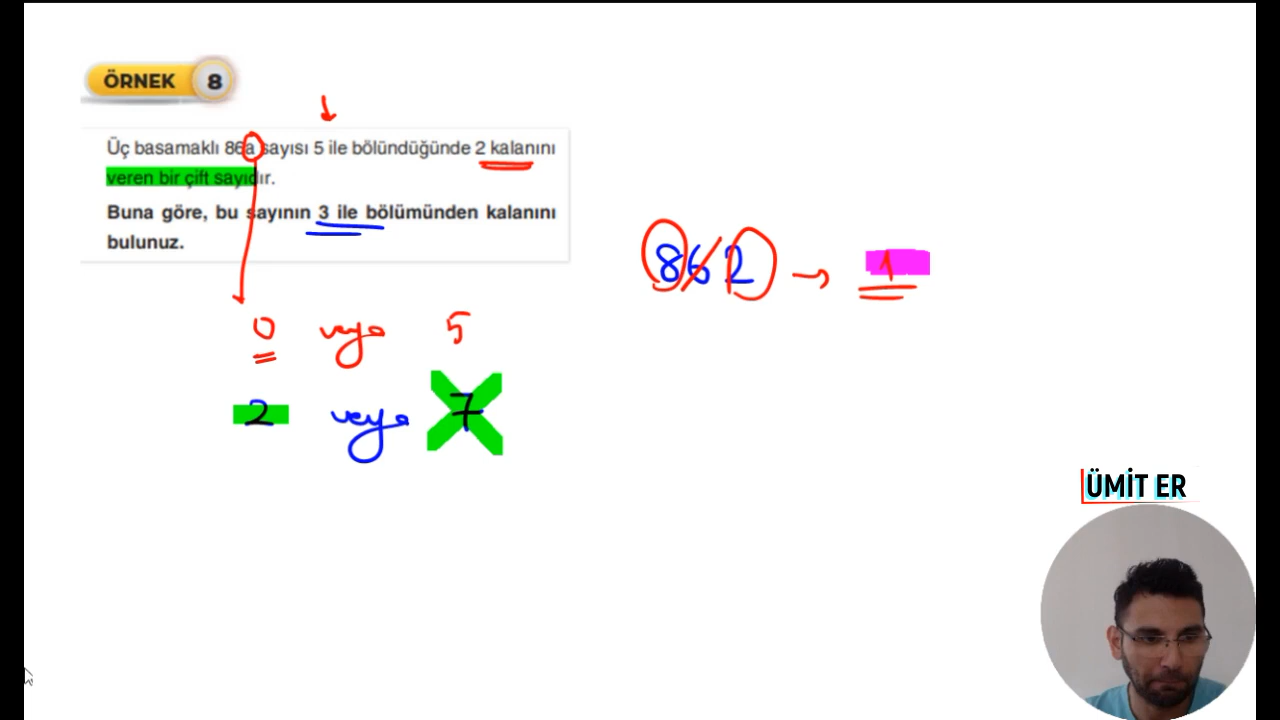 ÖRNEK 8
Üç basamaklı 86a sayısı 5 ile bölündüğünde 2 kalanını
veren bir çift sayıdır.
Buna göre, bu sayının 3 ile bölümünden kalanını
bulunuz.
862 → 1
0 veya 5
2 veya 7
ÜMİT ER